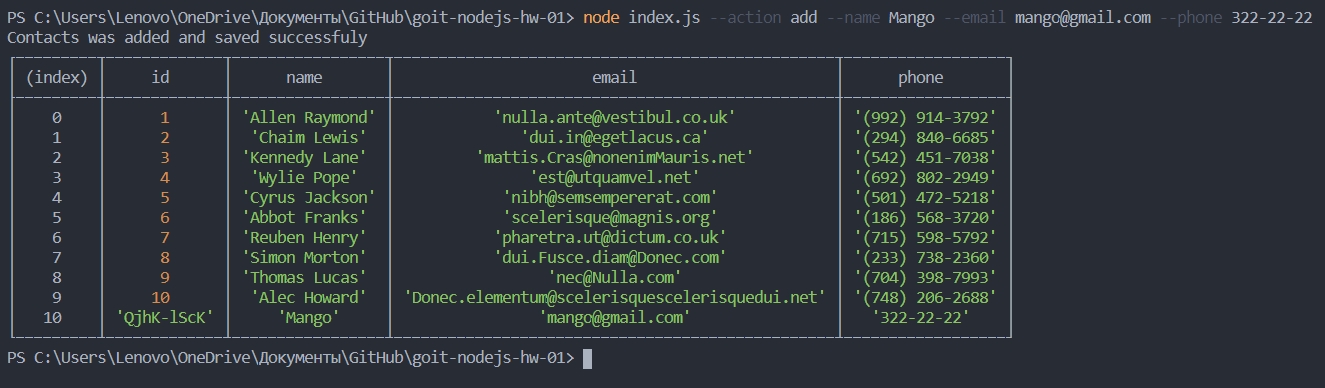 PS C:\Users\Lenovo\OneDrive\Документы\GitHub\goit-nodejs-hw-01> node index.js --action add --name Mango --email mango@gmail.com --phone 322-22-22
Contacts was added and saved successfuly
(index) id name email phone
0 1 'Allen Raymond' 'nulla.ante@vestibul.co.uk' '(992) 914-3792'
1 2 'Chaim Lewis' 'dui.in@egetlacus.ca' '(294) 840-6685'
2 3 'Kennedy Lane' 'mattis.Cras@nonenimMauris.net' '(542) 451-7038'
3 4 'Wylie Pope' 'est@utquamvel.net' '(692) 802-2949'
4 5 'Cyrus Jackson' 'nibh@semsempererat.com' '(501) 472-5218'
5 6 'Abbot Franks' 'scelerisque@magnis.org' '(186) 568-3720'
6 7 'Reuben Henry' 'pharetra.ut@dictum.co.uk' '(715) 598-5792'
7 8 'Simon Morton' 'dui.Fusce.diam@Donec.com' '(233) 738-2360'
8 9 'Thomas Lucas' 'nec@Nulla.com' '(704) 398-7993'
9 10 'Alec Howard' 'Donec.elementum@scelerisquescelerisquedui.net' '(748) 206-2688'
10 'QjhK-lScK' 'Mango' 'mango@gmail.com' '322-22-22'
PS C:\Users\Lenovo\OneDrive\Документы\GitHub\goit-nodejs-hw-01>